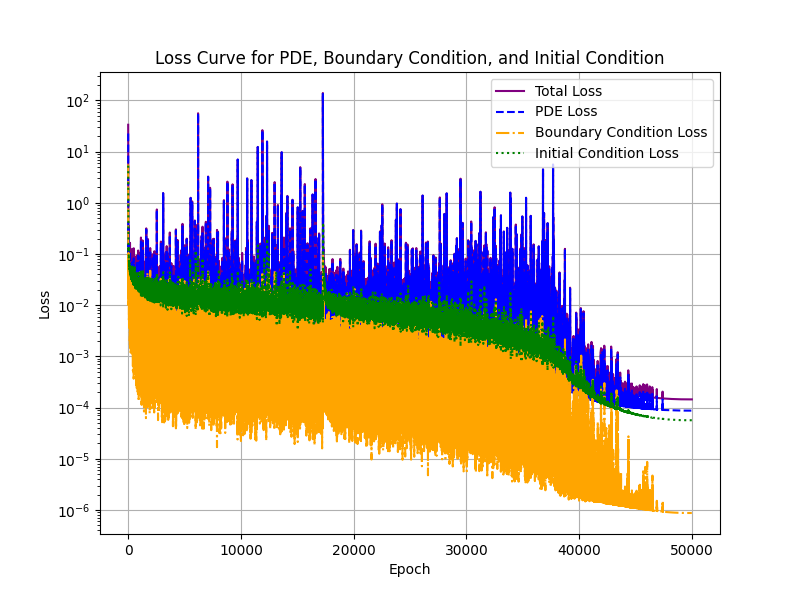 Loss Curve for PDE, Boundary Condition, and Initial Condition
Total Loss
PDE Loss
Boundary Condition Loss
Initial Condition Loss
10²
10¹
10⁰
10⁻¹
10⁻²
10⁻³
10⁻⁴
10⁻⁵
10⁻⁶
Loss
0 10000 20000 30000 40000 50000
Epoch